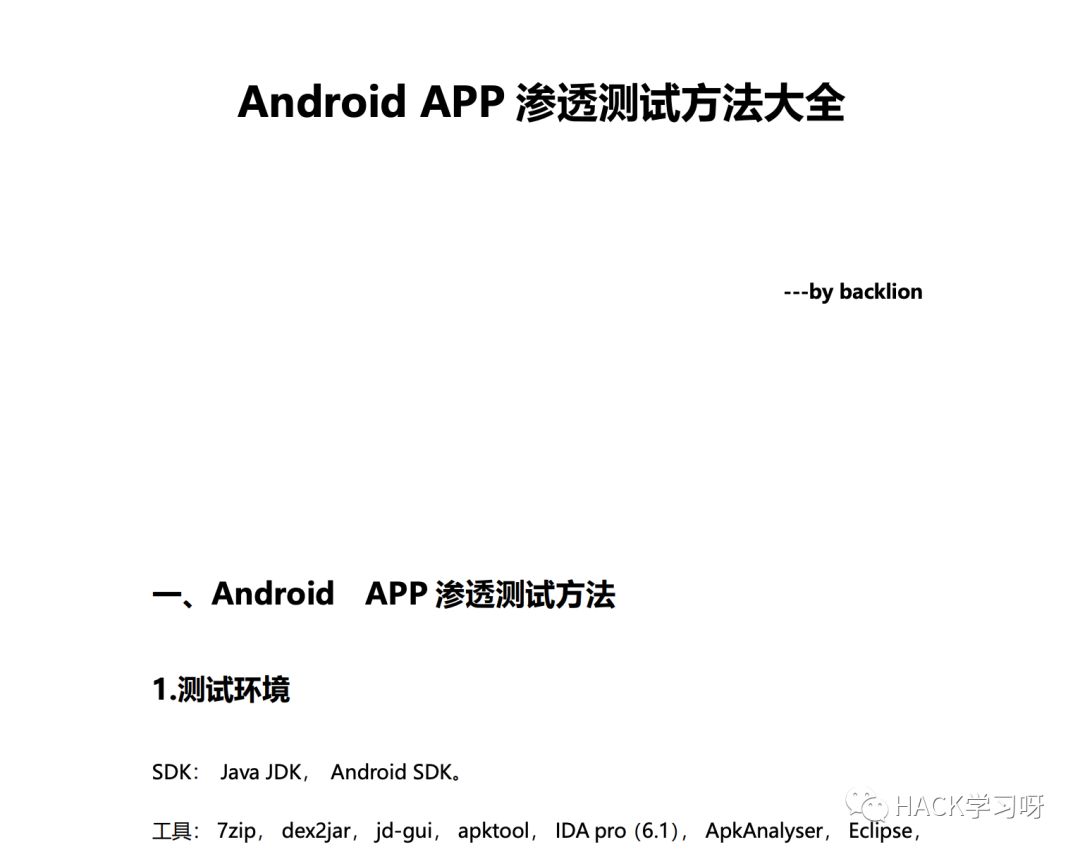 Android APP 渗透测试方法大全
---by backlion
一、Android　APP 渗透测试方法
1.测试环境
SDK： Java JDK， Android SDK。
工具： 7zip， dex2jar， jd-gui， apktool， IDA pro（6.1）， ApkAnalyser， Eclipse，
HACK学习呀